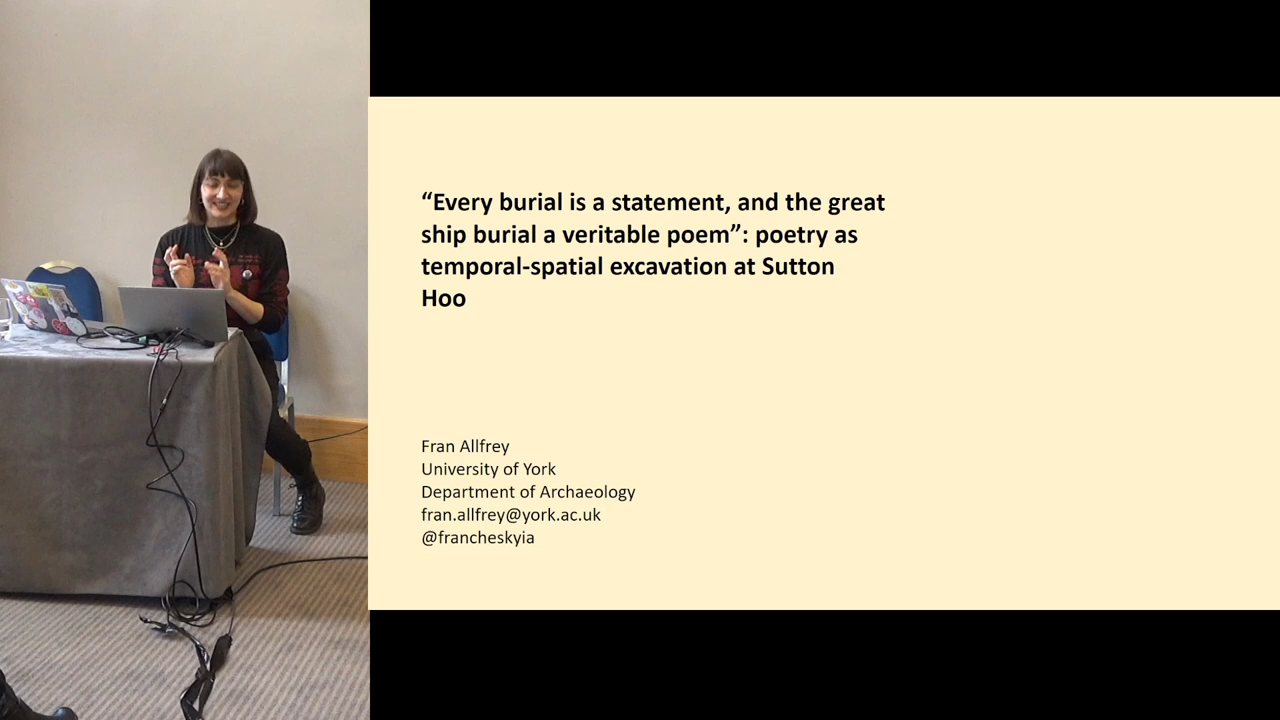 “Every burial is a statement, and the great
ship burial a veritable poem”: poetry as
temporal-spatial excavation at Sutton
Hoo
Fran Allfrey
University of York
Department of Archaeology
fran.allfrey@york.ac.uk
@francheskyia